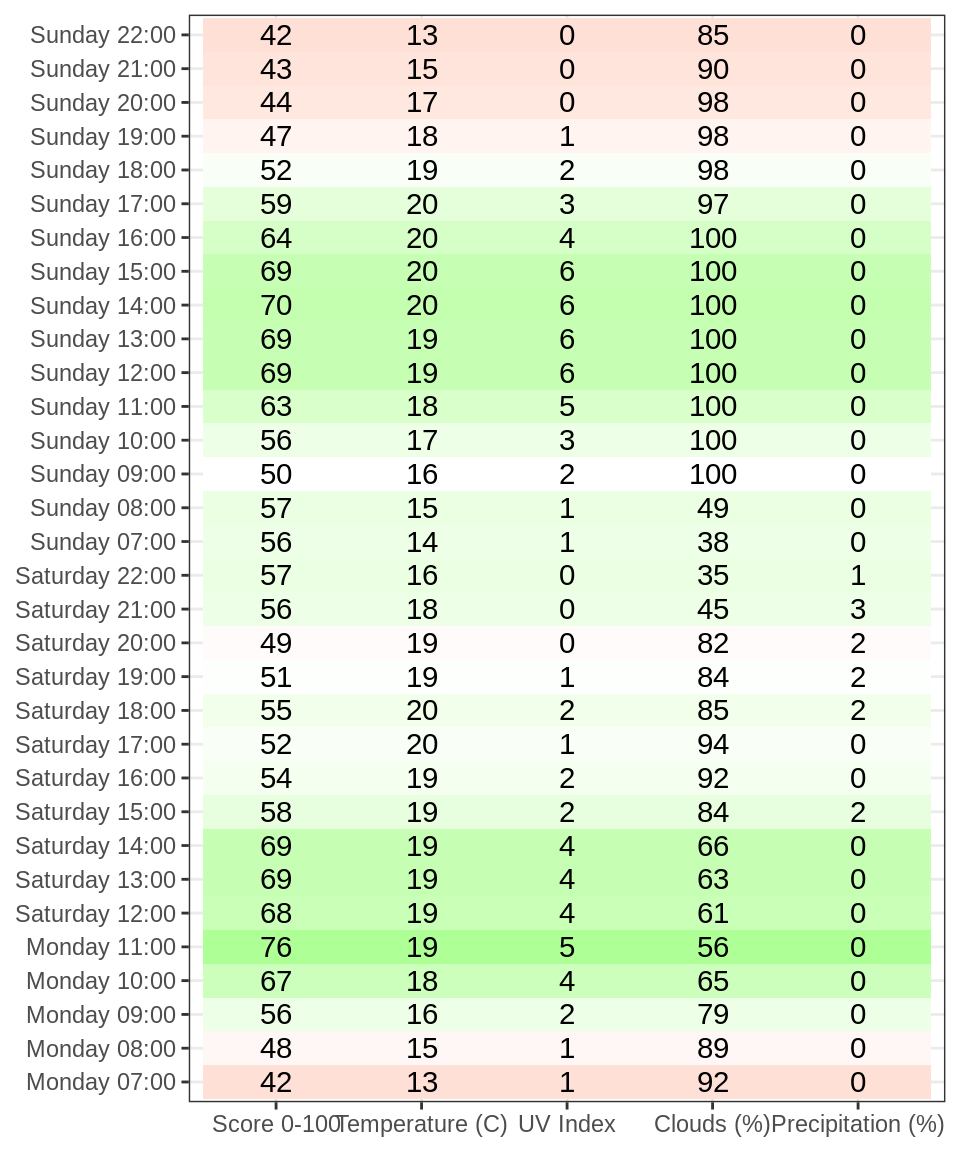 Sunday 22:00 42 13 0 85 0
Sunday 21:00 43 15 0 90 0
Sunday 20:00 44 17 0 98 0
Sunday 19:00 47 18 1 98 0
Sunday 18:00 52 19 2 98 0
Sunday 17:00 59 20 3 97 0
Sunday 16:00 64 20 4 100 0
Sunday 15:00 69 20 6 100 0
Sunday 14:00 70 20 6 100 0
Sunday 13:00 69 19 6 100 0
Sunday 12:00 69 19 6 100 0
Sunday 11:00 63 18 5 100 0
Sunday 10:00 56 17 3 100 0
Sunday 09:00 50 16 2 100 0
Sunday 08:00 57 15 1 49 0
Sunday 07:00 56 14 1 38 0
Saturday 22:00 57 16 0 35 1
Saturday 21:00 56 18 0 45 3
Saturday 20:00 49 19 0 82 2
Saturday 19:00 51 19 1 84 2
Saturday 18:00 55 20 2 85 2
Saturday 17:00 52 20 1 94 0
Saturday 16:00 54 19 2 92 0
Saturday 15:00 58 19 2 84 2
Saturday 14:00 69 19 4 66 0
Saturday 13:00 69 19 4 63 0
Saturday 12:00 68 19 4 61 0
Monday 11:00 76 19 5 56 0
Monday 10:00 67 18 4 65 0
Monday 09:00 56 16 2 79 0
Monday 08:00 48 15 1 89 0
Monday 07:00 42 13 1 92 0
Score 0-100 Temperature (C) UV Index Clouds (%) Precipitation (%)